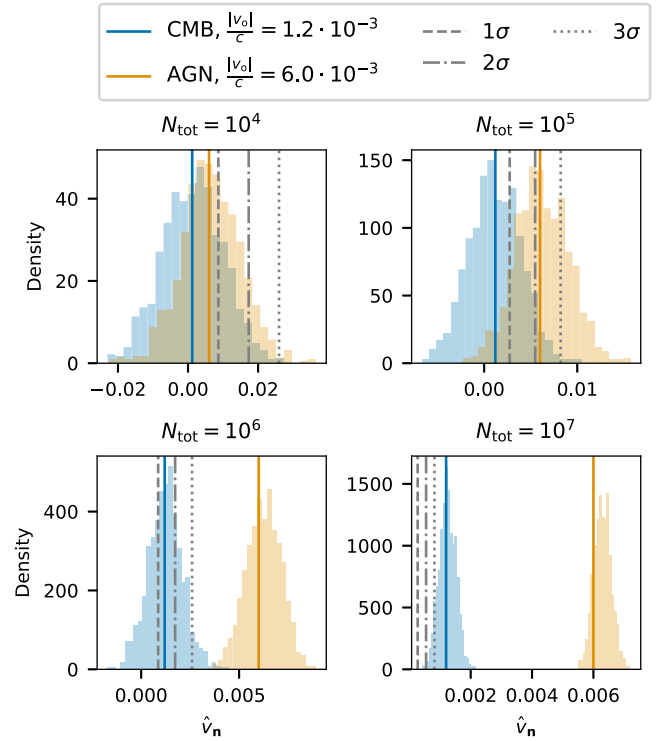 CMB, |v₀|/c = 1.2 · 10⁻³
AGN, |v₀|/c = 6.0 · 10⁻³
1σ
2σ
3σ
N_tot = 10⁴
N_tot = 10⁵
Density
40
20
0
−0.02
0.00
0.02
150
100
50
0
0.00
0.01
N_tot = 10⁶
N_tot = 10⁷
Density
400
200
0
0.000
0.005
v̂ₙ
1500
1000
500
0
0.002
0.004
0.006
v̂ₙ